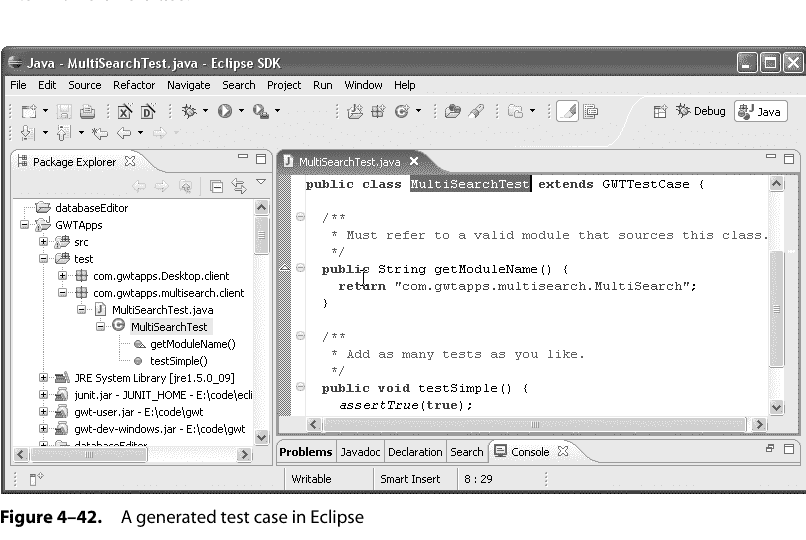 Java - MultiSearchTest.java - Eclipse SDK
File Edit Source Refactor Navigate Search Project Run Window Help
Debug Java
Package Explorer
MultiSearchTest.java
databaseEditor
GWTApps
src
test
com.gwtapps.Desktop.client
com.gwtapps.multisearch.client
MultiSearchTest.java
MultiSearchTest
getModuleName()
testSimple()
JRE System Library [jre1.5.0_09]
junit.jar - JUNIT_HOME - E:\code\ecli
gwt-user.jar - E:\code\gwt
gwt-dev-windows.jar - E:\code\gwt
databaseEditor
public class MultiSearchTest extends GWTTestCase {
/**
* Must refer to a valid module that sources this class.
*/
public String getModuleName() {
return "com.gwtapps.multisearch.MultiSearch";
}
/**
* Add as many tests as you like.
*/
public void testSimple() {
assertTrue(true);
Problems Javadoc Declaration Search Console
Writable Smart Insert 8 : 29
Figure 4–42. A generated test case in Eclipse